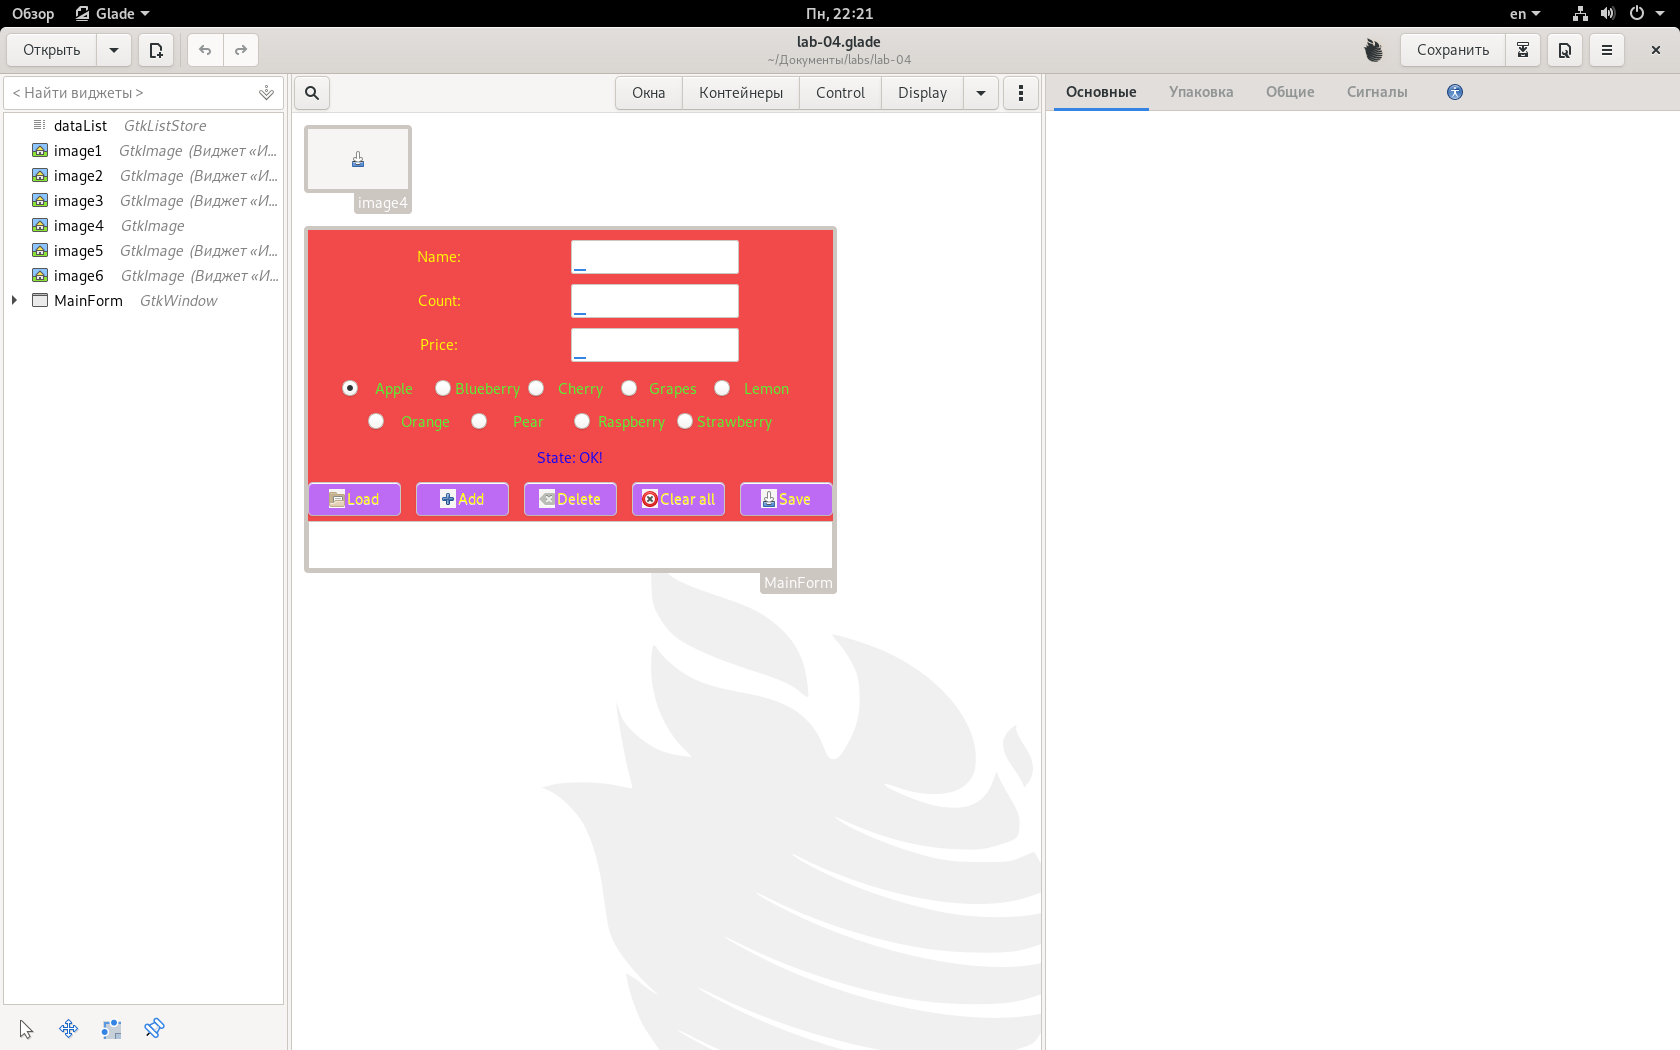 Обзор Glade Пн, 22:21 en
Открыть lab-04.glade Сохранить
~/Документы/labs/lab-04
< Найти виджеты > Окна Контейнеры Control Display Основные Упаковка Общие Сигналы
dataList GtkListStore
image1 GtkImage (Виджет «И...
image2 GtkImage (Виджет «И...
image3 GtkImage (Виджет «И...
image4 GtkImage
image5 GtkImage (Виджет «И...
image6 GtkImage (Виджет «И...
MainForm GtkWindow
image4
Name:
Count:
Price:
Apple Blueberry Cherry Grapes Lemon
Orange Pear Raspberry Strawberry
State: OK!
Load Add Delete Clear all Save
MainForm